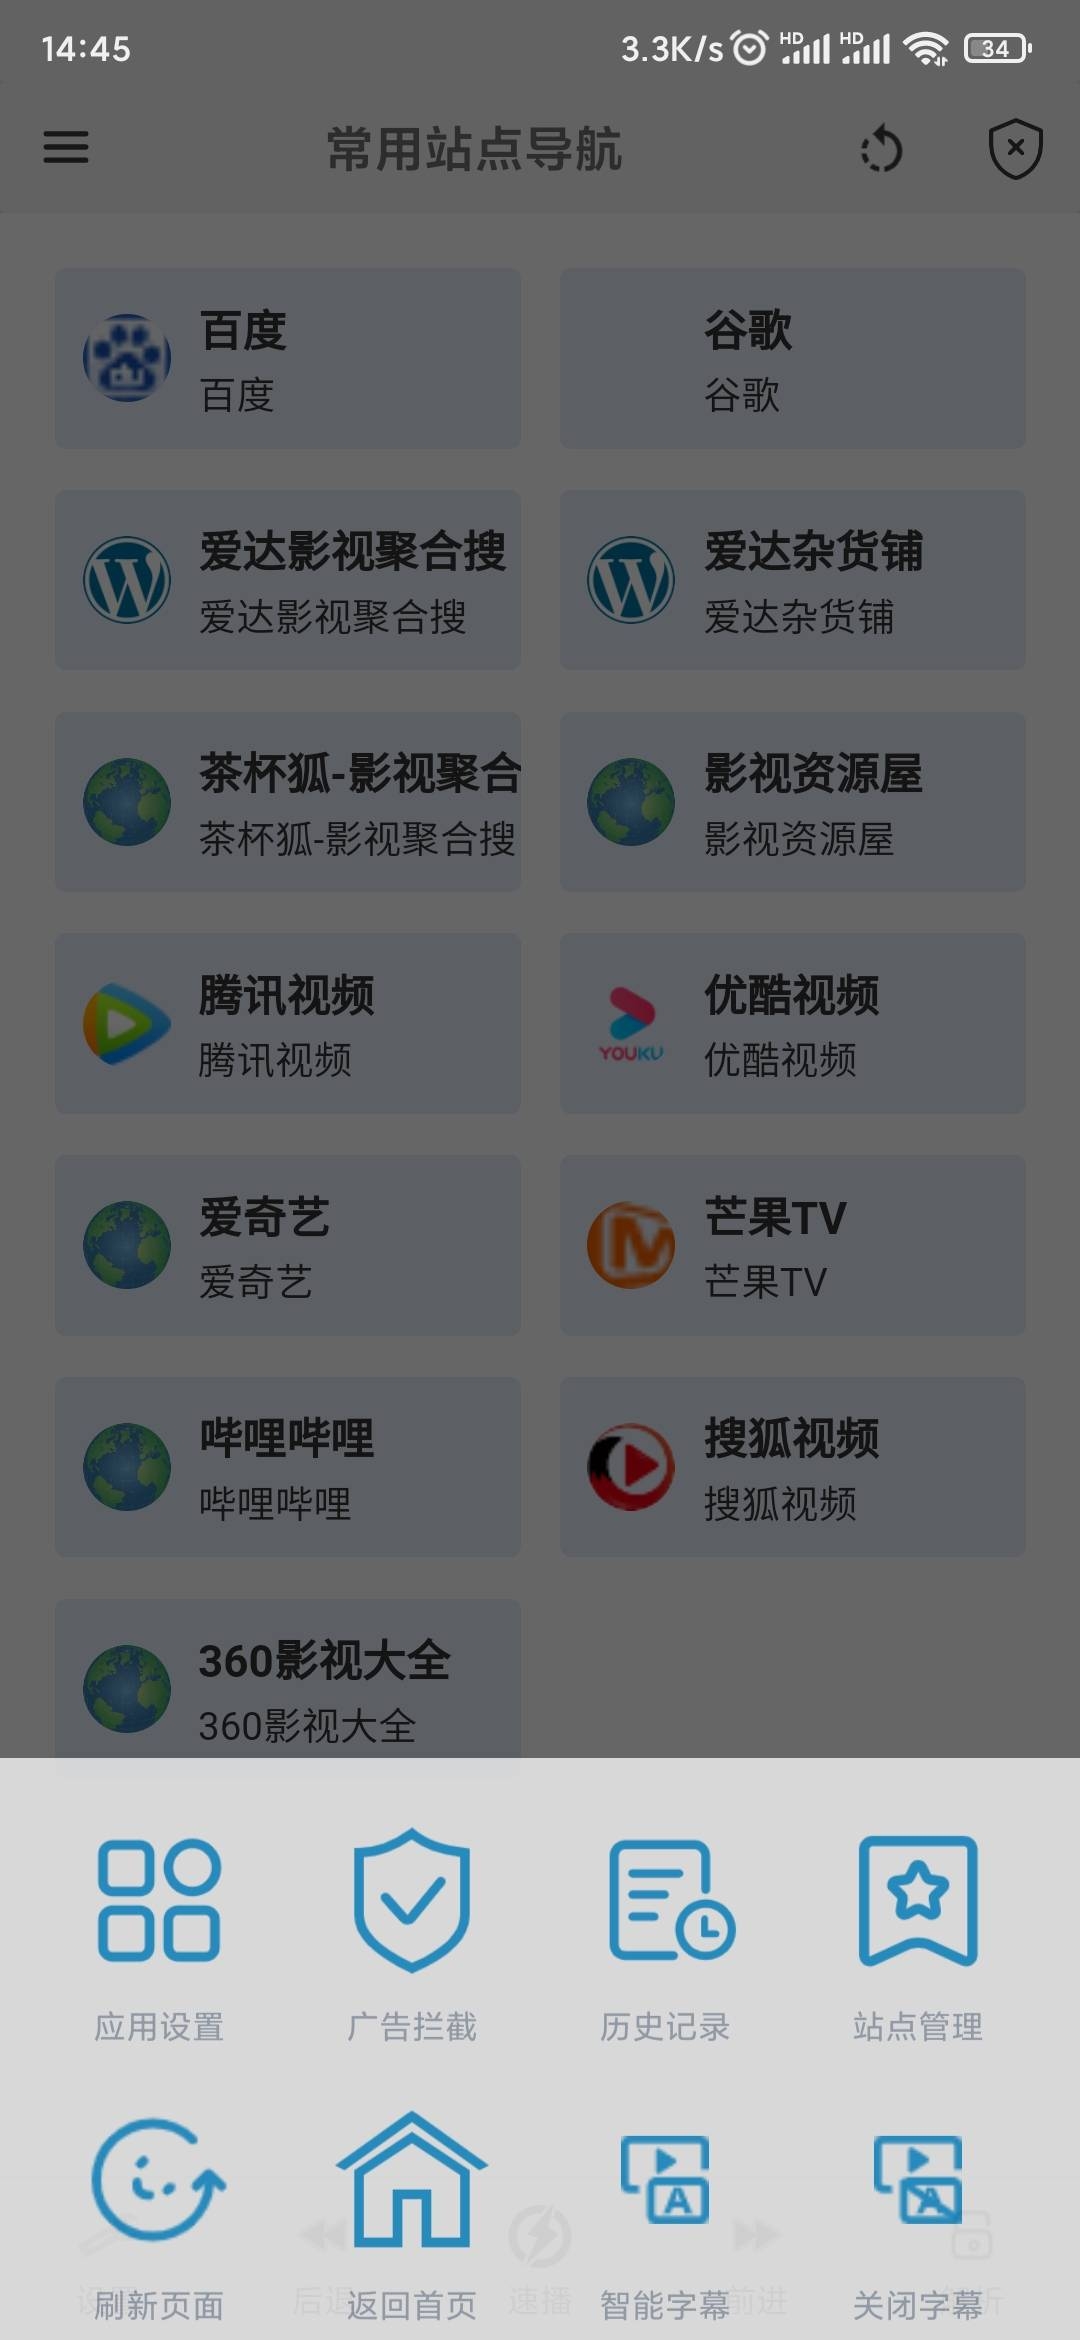 14:45 3.3K/s HD HD 34
常用站点导航
百度
百度
谷歌
谷歌
爱达影视聚合搜
爱达影视聚合搜
爱达杂货铺
爱达杂货铺
茶杯狐-影视聚合
茶杯狐-影视聚合搜
影视资源屋
影视资源屋
腾讯视频
腾讯视频
YOUKU
优酷视频
优酷视频
爱奇艺
爱奇艺
芒果TV
芒果TV
哔哩哔哩
哔哩哔哩
搜狐视频
搜狐视频
360影视大全
360影视大全
应用设置 广告拦截 历史记录 站点管理
A A
刷新页面 返回首页 速播 智能字幕 前进 关闭字幕